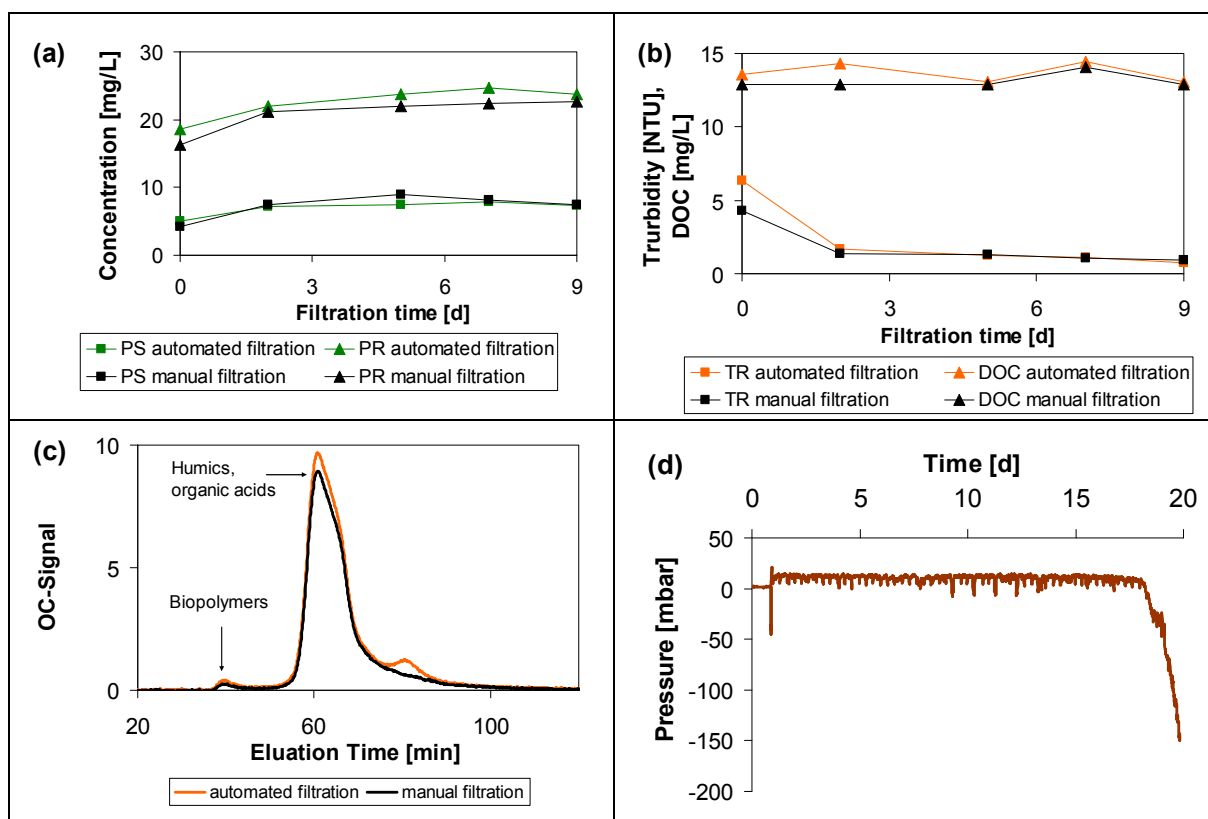 (a)
Concentration [mg/L]
30
20
10
0
0 3 6 9
Filtration time [d]
PS automated filtration PR automated filtration
PS manual filtration PR manual filtration
(b)
Trurbidity [NTU],
DOC [mg/L]
15
10
5
0
0 3 6 9
Filtration time [d]
TR automated filtration DOC automated filtration
TR manual filtration DOC manual filtration
(c)
OC-Signal
10
5
0
Humics,
organic acids
Biopolymers
20 60 100
Eluation Time [min]
automated filtration manual filtration
(d)
Time [d]
0 5 10 15 20
Pressure [mbar]
50
0
-50
-100
-150
-200